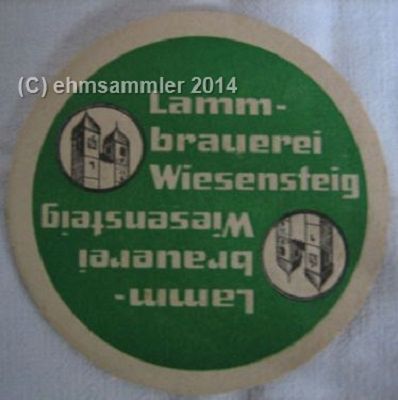 (C) ehmsammler 2014
Lamm-
brauerei
Wiesensteig
Lamm-
brauerei
Wiesensteig